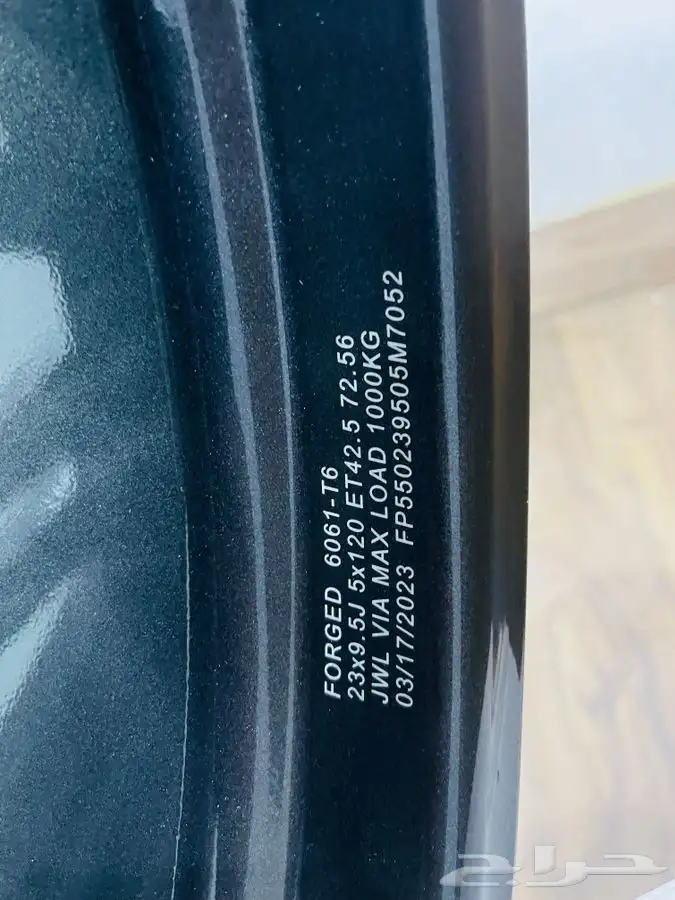 FORGED 6061-T6
23x9.5J 5x120 ET42.5 72.56
JWL VIA MAX LOAD 1000KG
03/17/2023 FP550239505M7052
حراج